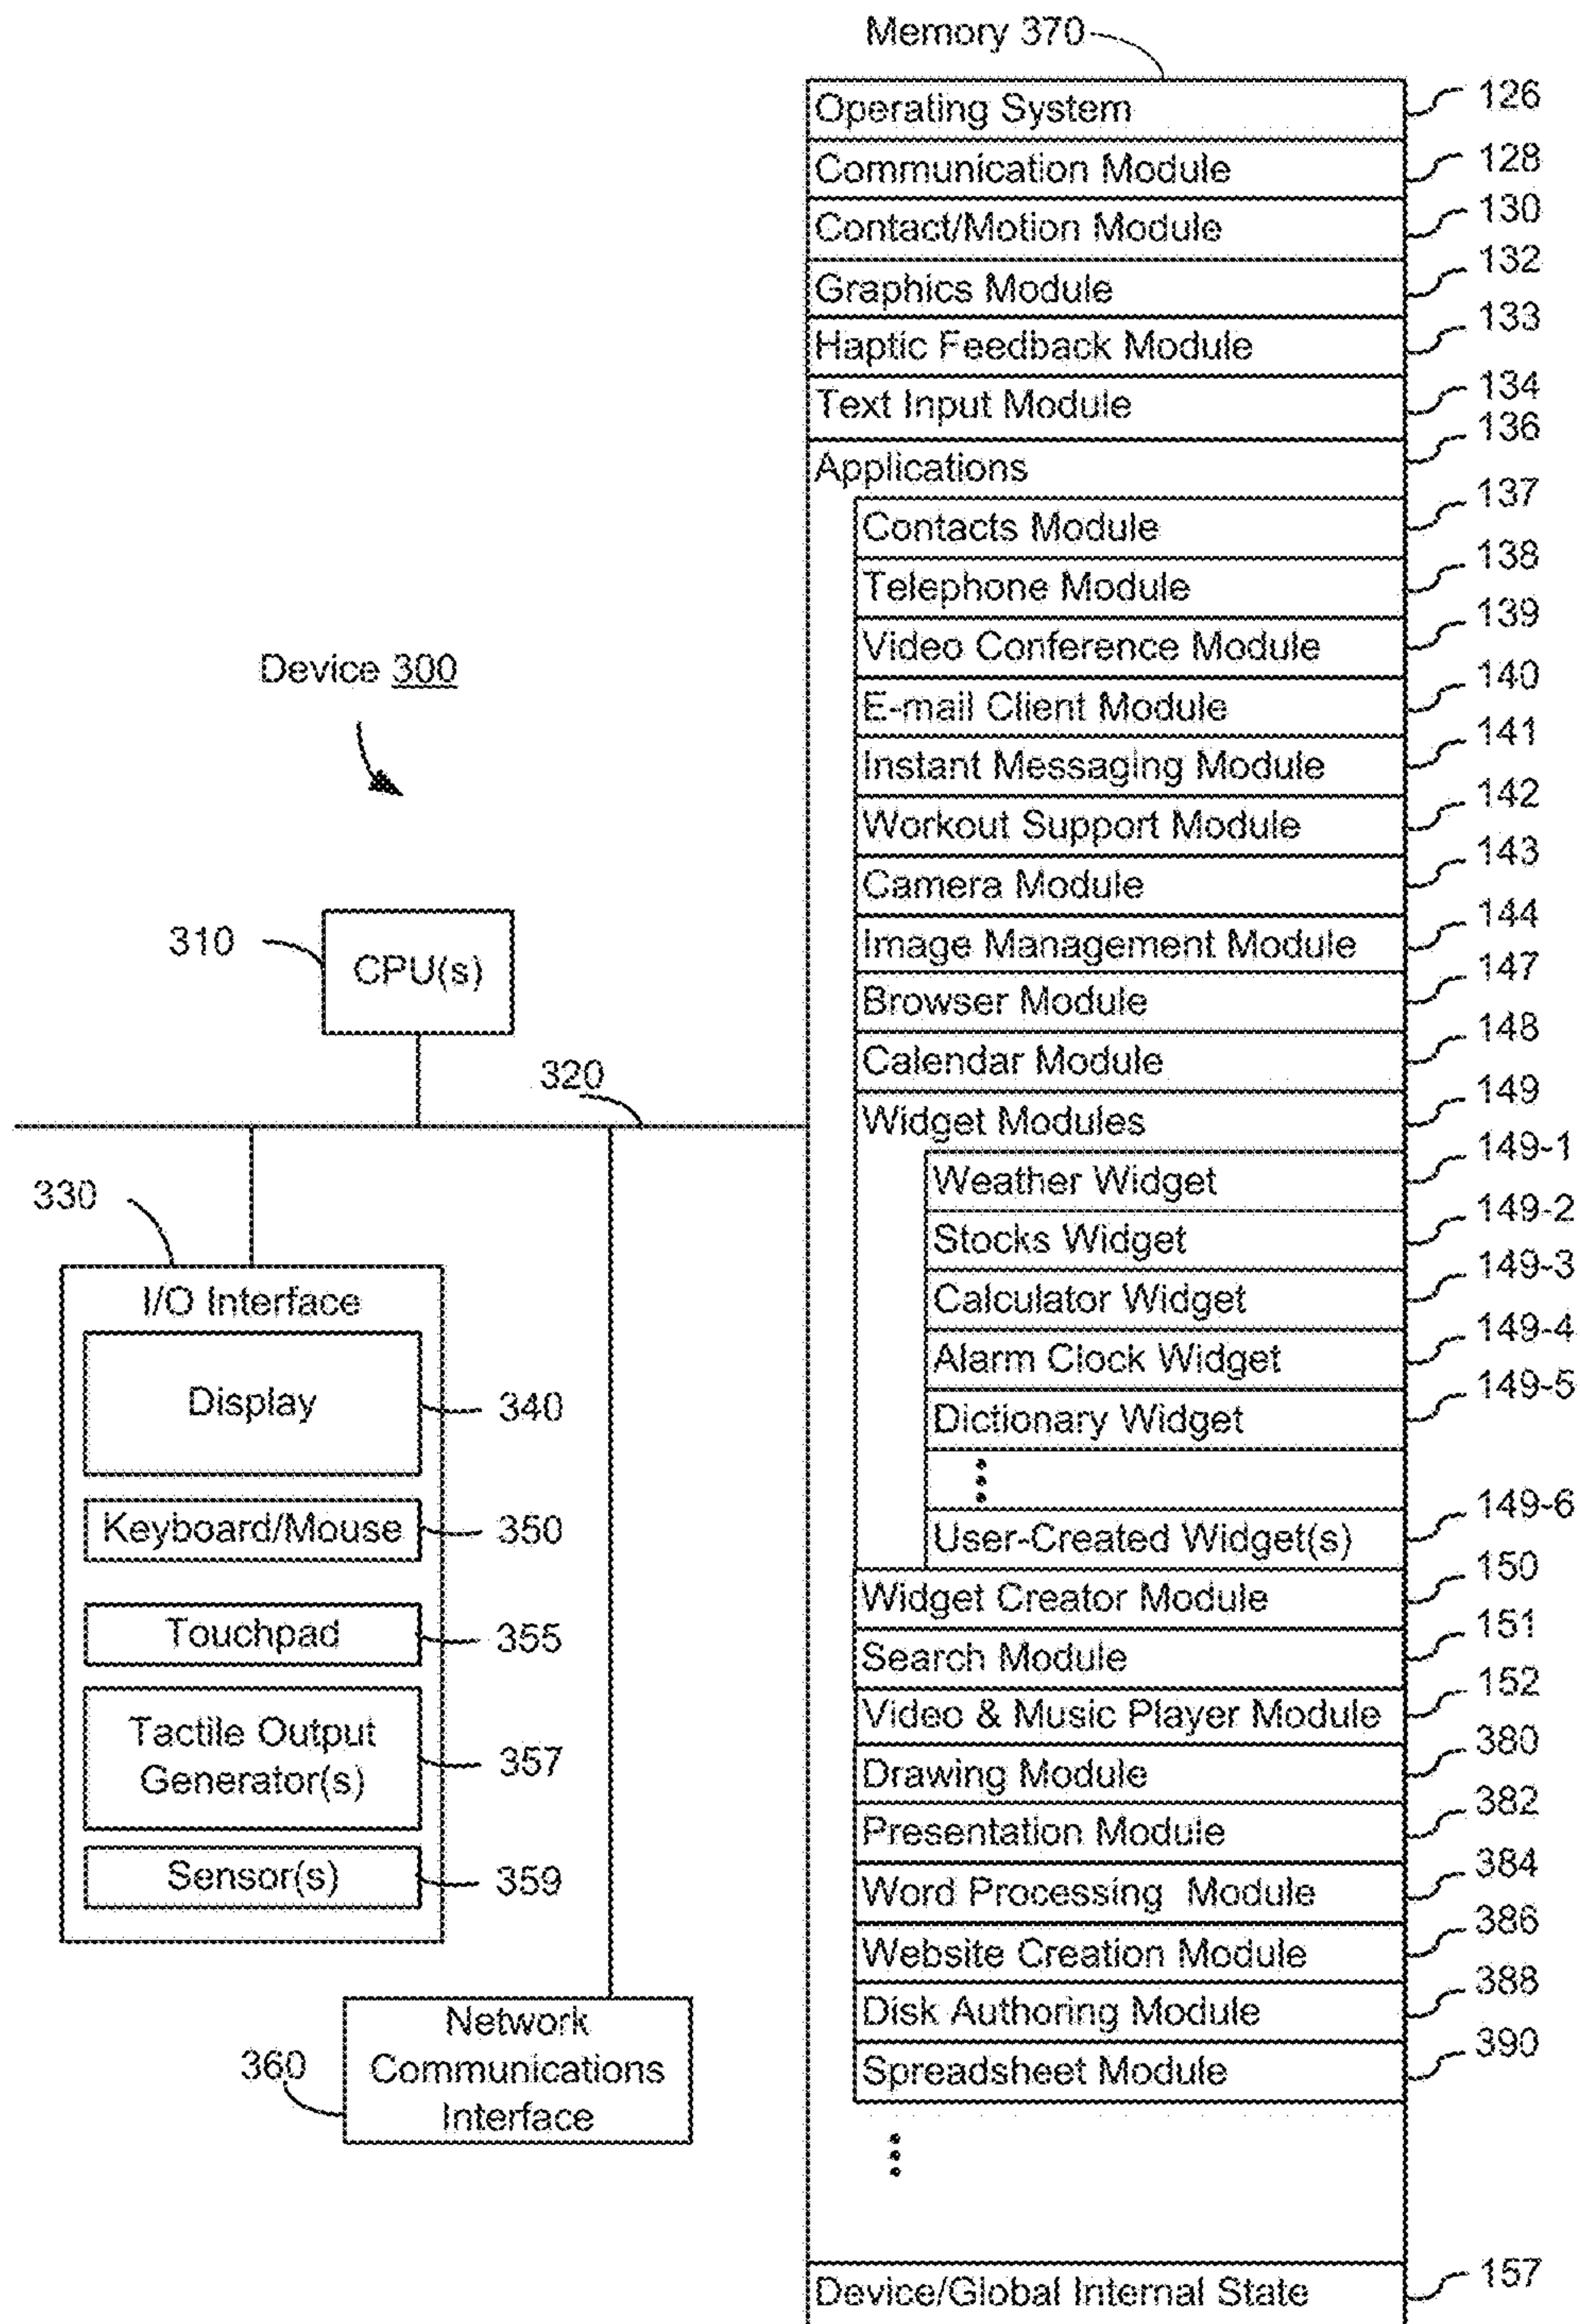 Memory 370
Operating System 126
Communication Module 128
Contact/Motion Module 130
Graphics Module 132
Haptic Feedback Module 133
Text Input Module 134
Applications 136
Contacts Module 137
Telephone Module 138
Video Conference Module 139
E-mail Client Module 140
Instant Messaging Module 141
Workout Support Module 142
Camera Module 143
Image Management Module 144
Browser Module 147
Calendar Module 148
Widget Modules 149
Weather Widget 149-1
Stocks Widget 149-2
Calculator Widget 149-3
Alarm Clock Widget 149-4
Dictionary Widget 149-5
User-Created Widget(s) 149-6
Widget Creator Module 150
Search Module 151
Video & Music Player Module 152
Drawing Module 380
Presentation Module 382
Word Processing Module 384
Website Creation Module 386
Disk Authoring Module 388
Spreadsheet Module 390
Device/Global Internal State 157
Device 300
310
CPU(s)
320
330
I/O Interface
Display 340
Keyboard/Mouse 350
Touchpad 355
Tactile Output
Generator(s)
357
Sensor(s) 359
360
Network
Communications
Interface